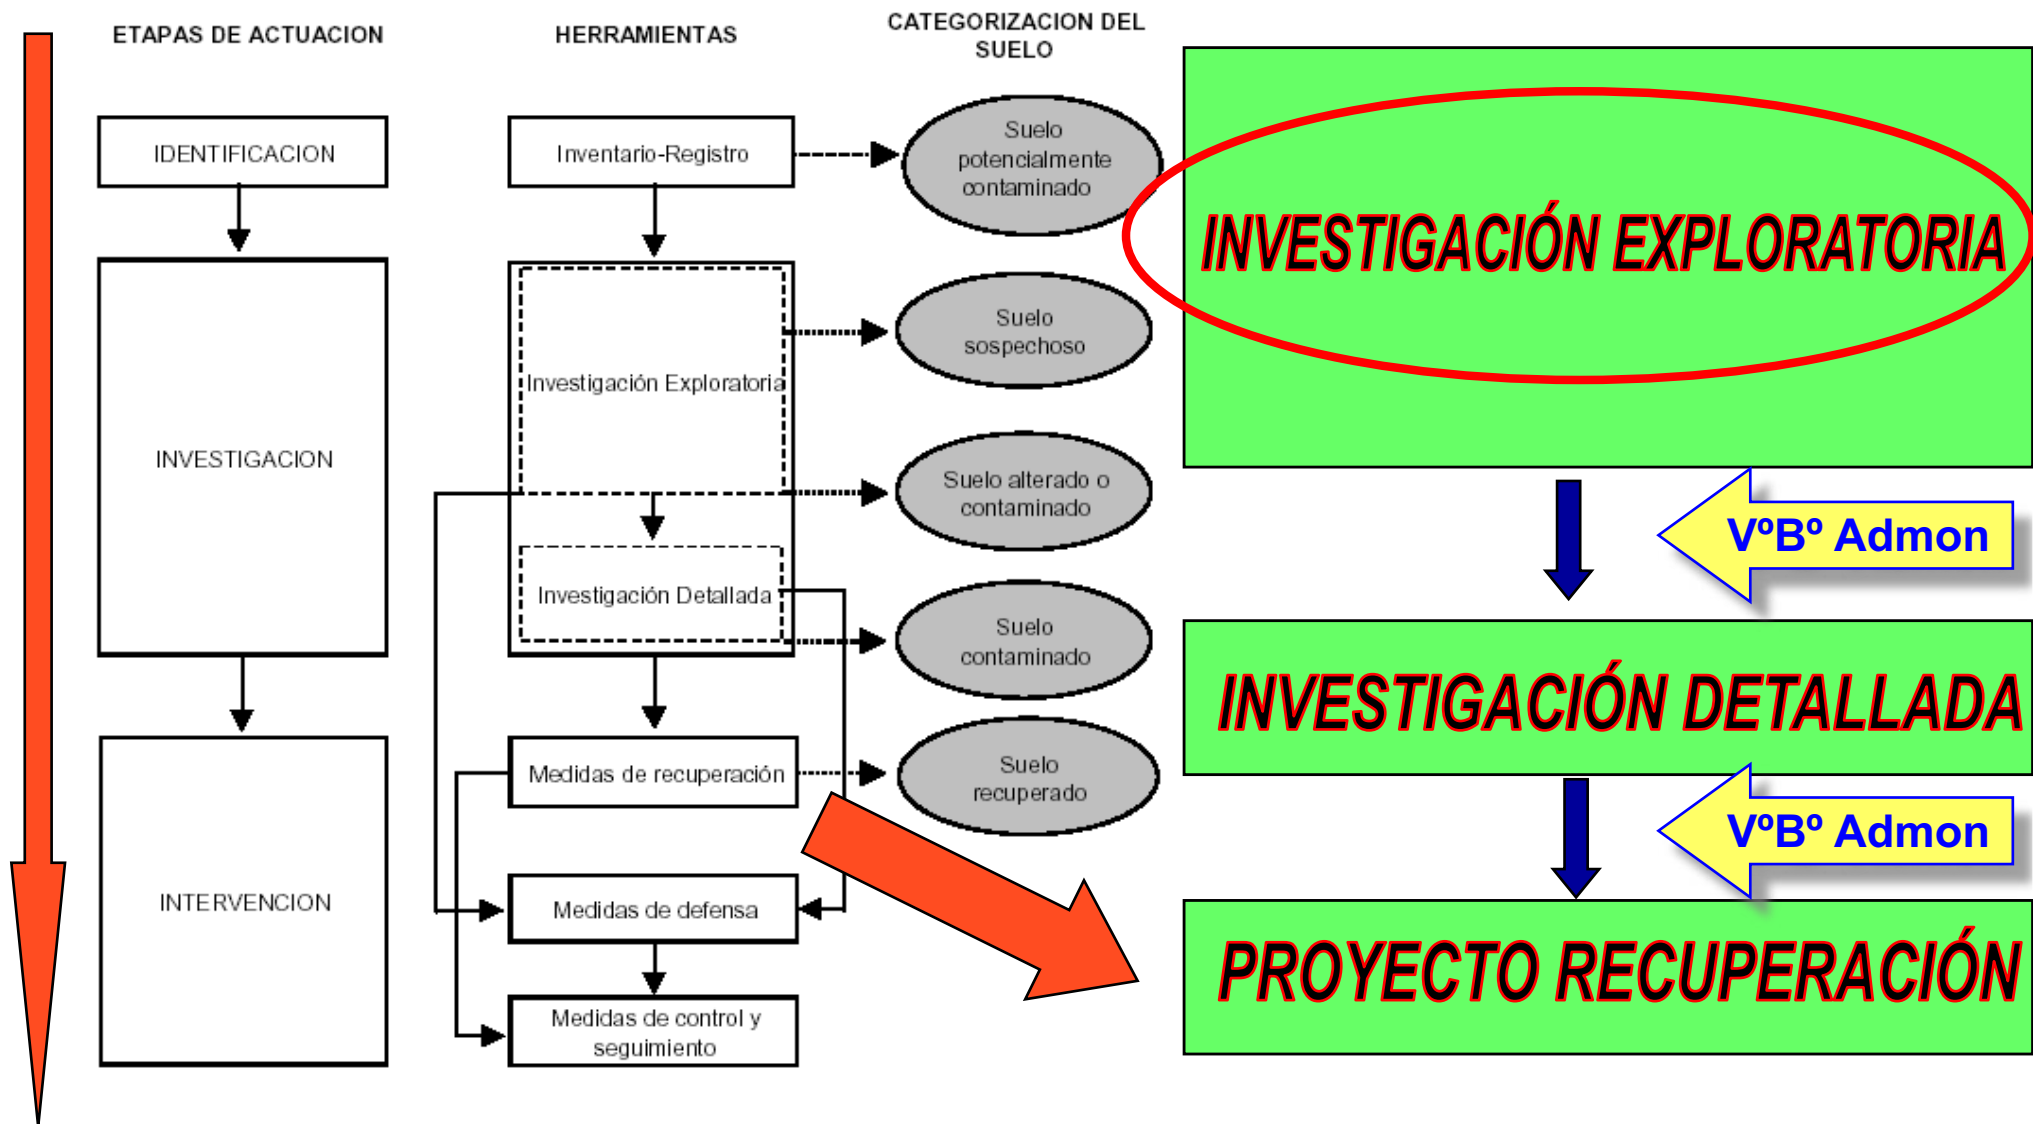 ETAPAS DE ACTUACION
HERRAMIENTAS
CATEGORIZACION DEL
SUELO
IDENTIFICACION
Inventario-Registro
Suelo
potencialmente
contaminado
INVESTIGACION
Investigación Exploratoria
Suelo
sospechoso
Suelo alterado o
contaminado
Investigación Detallada
Suelo
contaminado
INTERVENCION
Medidas de recuperación
Suelo
recuperado
Medidas de defensa
Medidas de control y
seguimiento
INVESTIGACIÓN EXPLORATORIA
VºBº Admon
INVESTIGACIÓN DETALLADA
VºBº Admon
PROYECTO RECUPERACIÓN